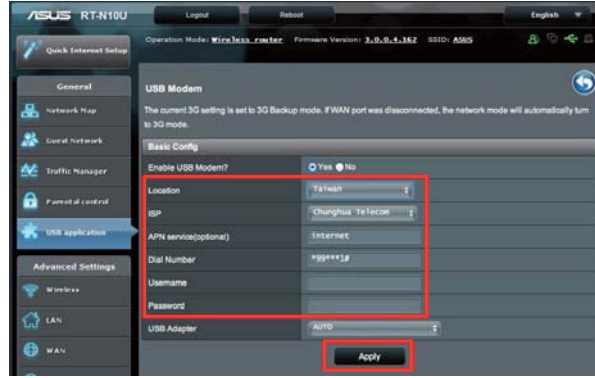 ASUS RT-N10U
Logout
Reboot
English
Quick Internet Setup
Operation Mode: Wireless router Firmware Version: 3.0.0.4.162 SSID: ASUS
General
Network Map
Guest Network
Traffic Manager
Parental control
USB application
Advanced Settings
Wireless
LAN
WAN
USB Modem
The current 3G setting is set to 3G Backup mode. If WAN port was disscommected, the network mode will automatically turn
to 3G mode.
Basic Config
Enable USB Modem? Yes No
Location Taiwan
ISP Chunghua Telecom
APN service(optional) internet
Dial Number *99***1#
Username
Password
USB Adapter AUTO
Apply